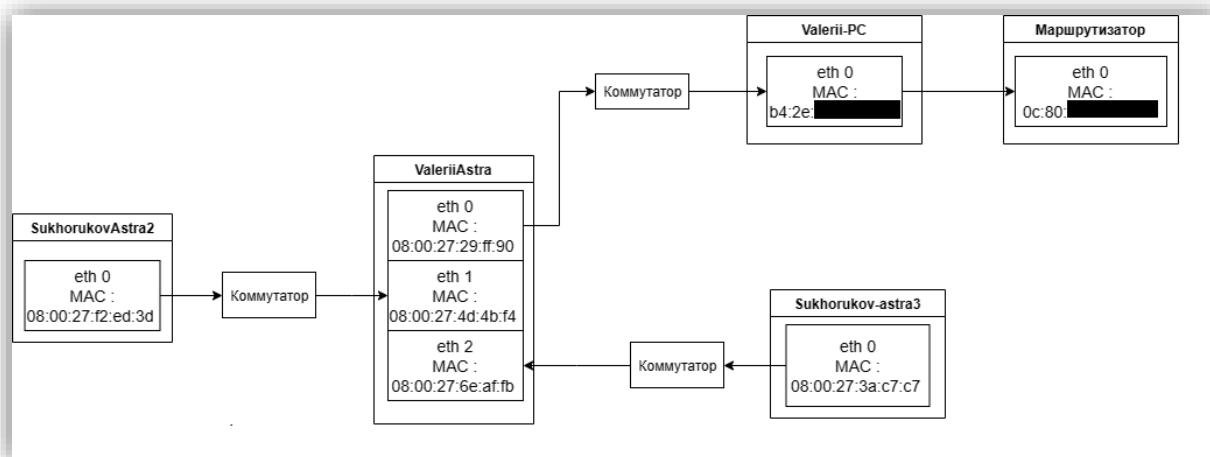 Valerii-PC
eth 0
MAC :
b4:2e:
Маршрутизатор
eth 0
MAC :
0c:80:
Коммутатор
ValeriiAstra
eth 0
MAC :
08:00:27:29:ff:90
eth 1
MAC :
08:00:27:4d:4b:f4
eth 2
MAC :
08:00:27:6e:af:fb
SukhorukovAstra2
eth 0
MAC :
08:00:27:f2:ed:3d
Коммутатор
Sukhorukov-astra3
eth 0
MAC :
08:00:27:3a:c7:c7
Коммутатор